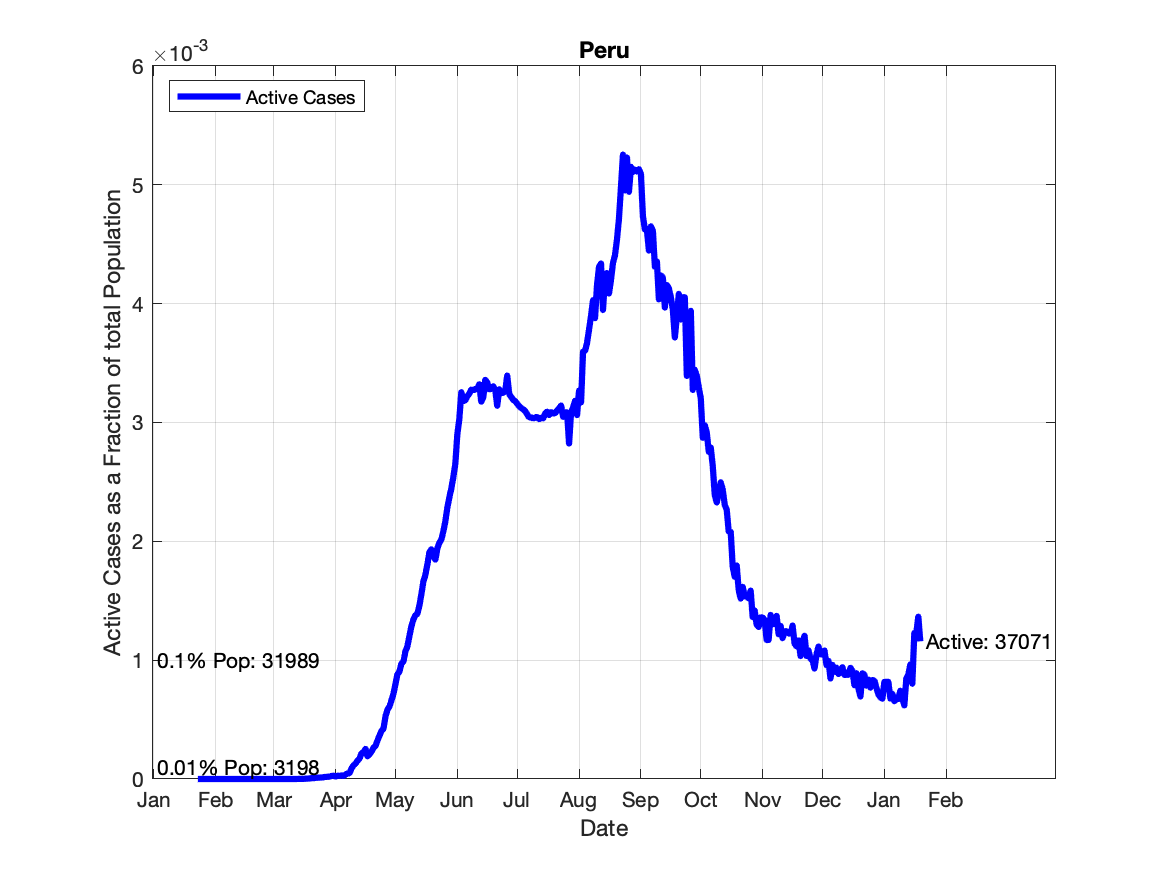 Peru
×10-3
Active Cases
6
5
4
3
2
1
0
Active Cases as a Fraction of total Population
0.1% Pop: 31989
0.01% Pop: 3198
Active: 37071
Jan Feb Mar Apr May Jun Jul Aug Sep Oct Nov Dec Jan Feb
Date